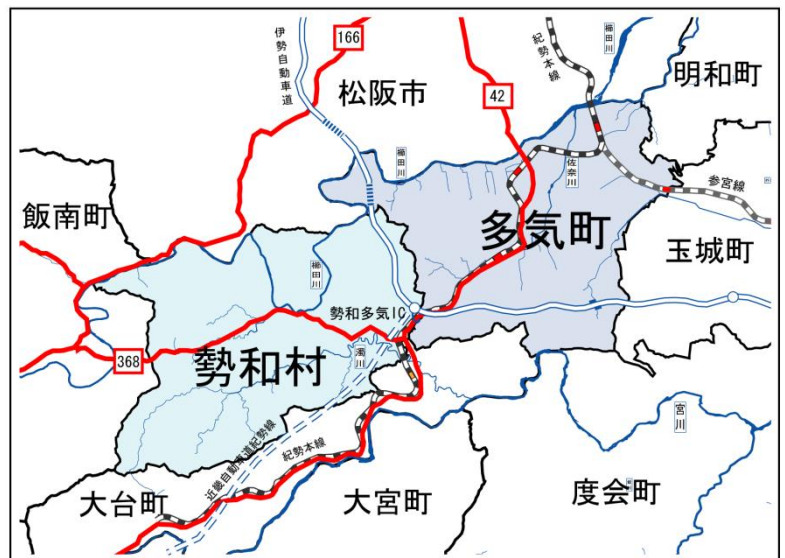 伊勢自動車道
166
松阪市
42
紀勢本線
櫛田川
明和町
櫛田川
佐奈川
参宮線
飯南町
多気町
玉城町
櫛田川
勢和多気IC
368
勢和村
濁川
宮川
近畿自動車道紀勢線
紀勢本線
大台町
大宮町
度会町